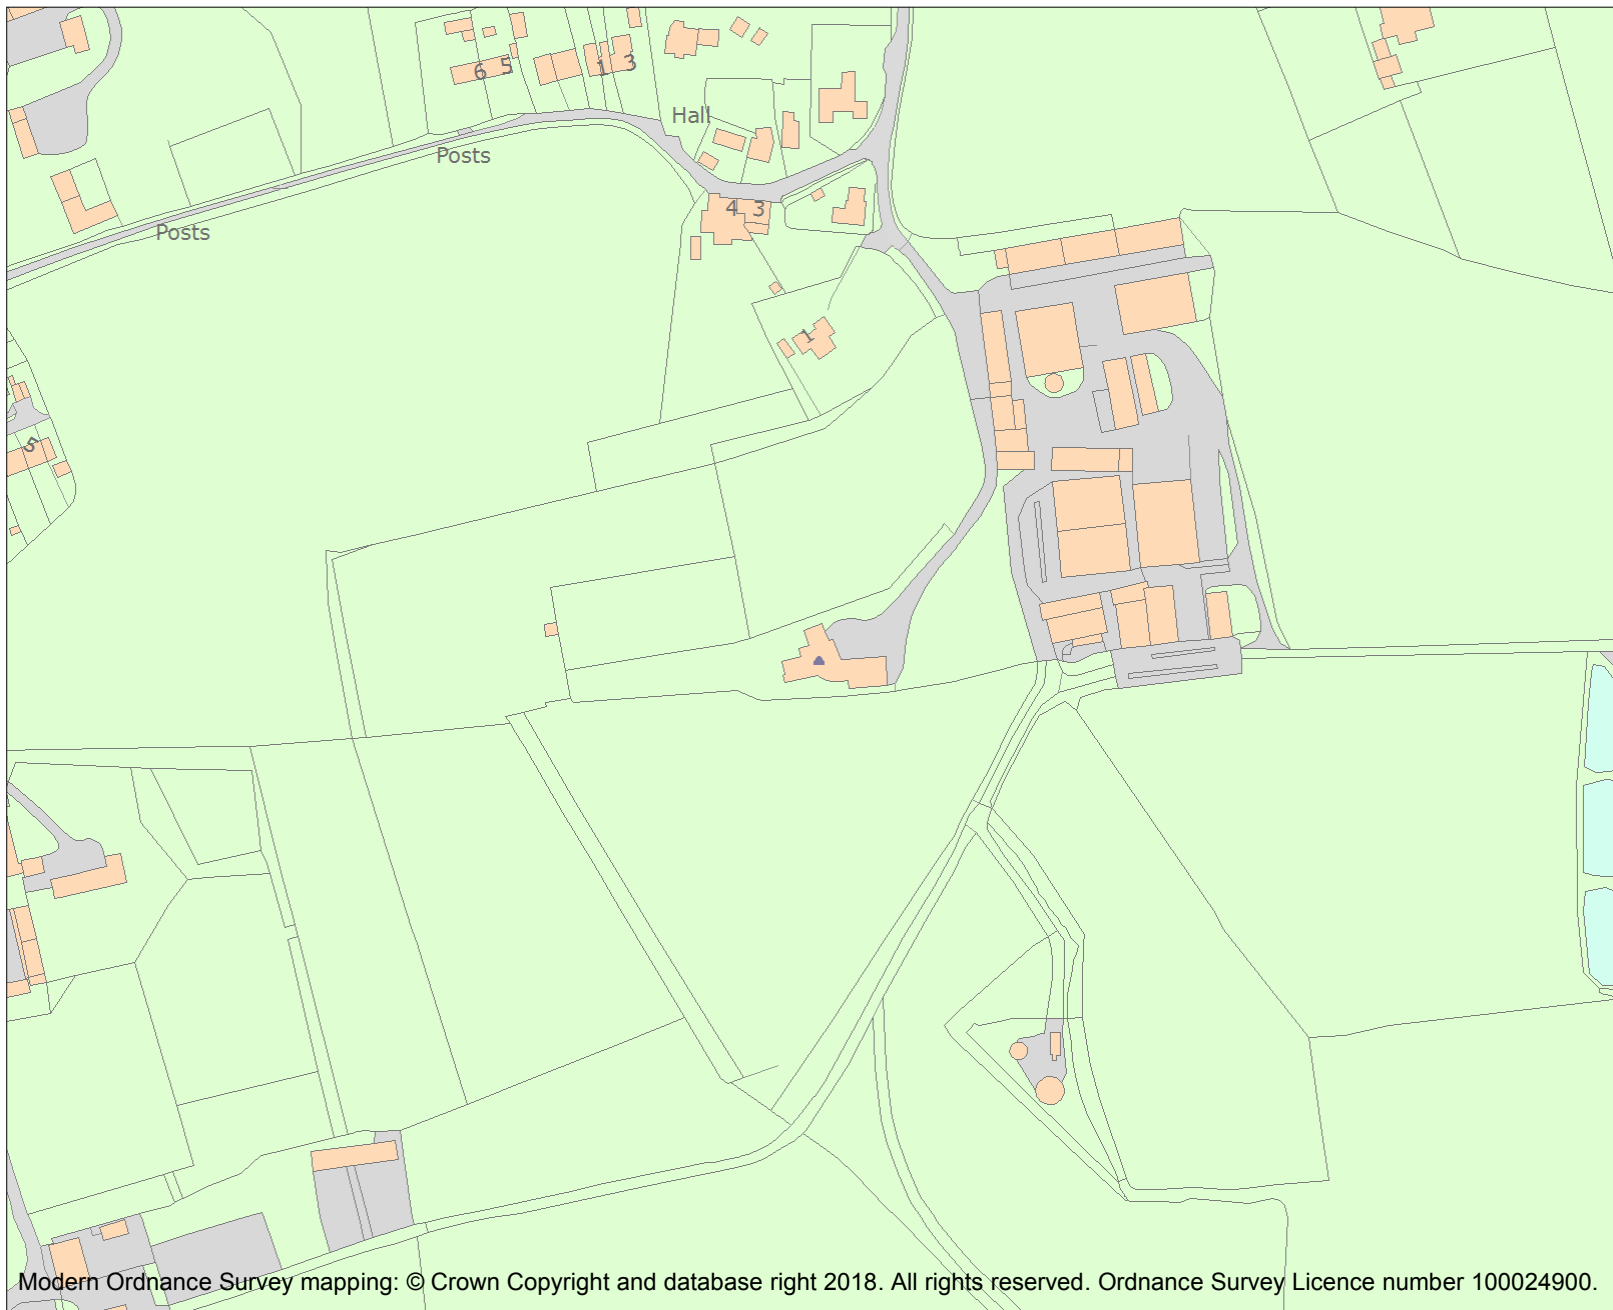 6 5
1 3
Hall
Posts
4 3
Posts
1
5
Modern Ordnance Survey mapping: © Crown Copyright and database right 2018. All rights reserved. Ordnance Survey Licence number 100024900.